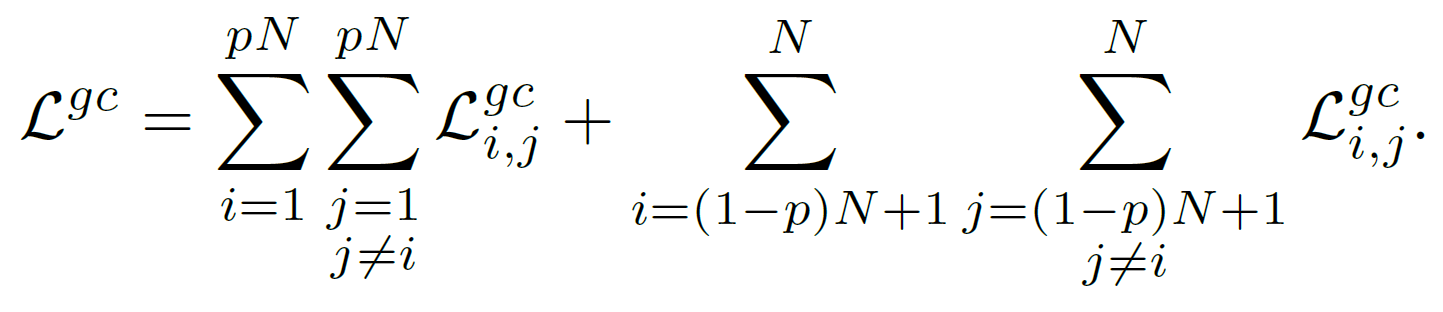 $$\mathcal{L}^{gc} = \sum_{i=1}^{pN} \sum_{\substack{j=1 \\ j \neq i}}^{pN} \mathcal{L}^{gc}_{i,j} + \sum_{i=(1-p)N+1}^{N} \sum_{\substack{j=(1-p)N+1 \\ j \neq i}}^{N} \mathcal{L}^{gc}_{i,j}.$$